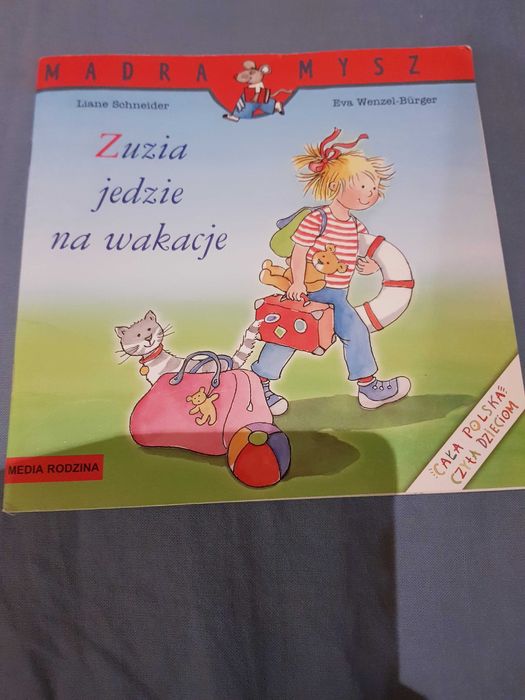 MĄDRA MYSZ
Liane Schneider
Eva Wenzel-Bürger
Zuzia
jedzie
na wakacje
MEDIA RODZINA
CAŁA POLSKA
CZYTA DZIECIOM